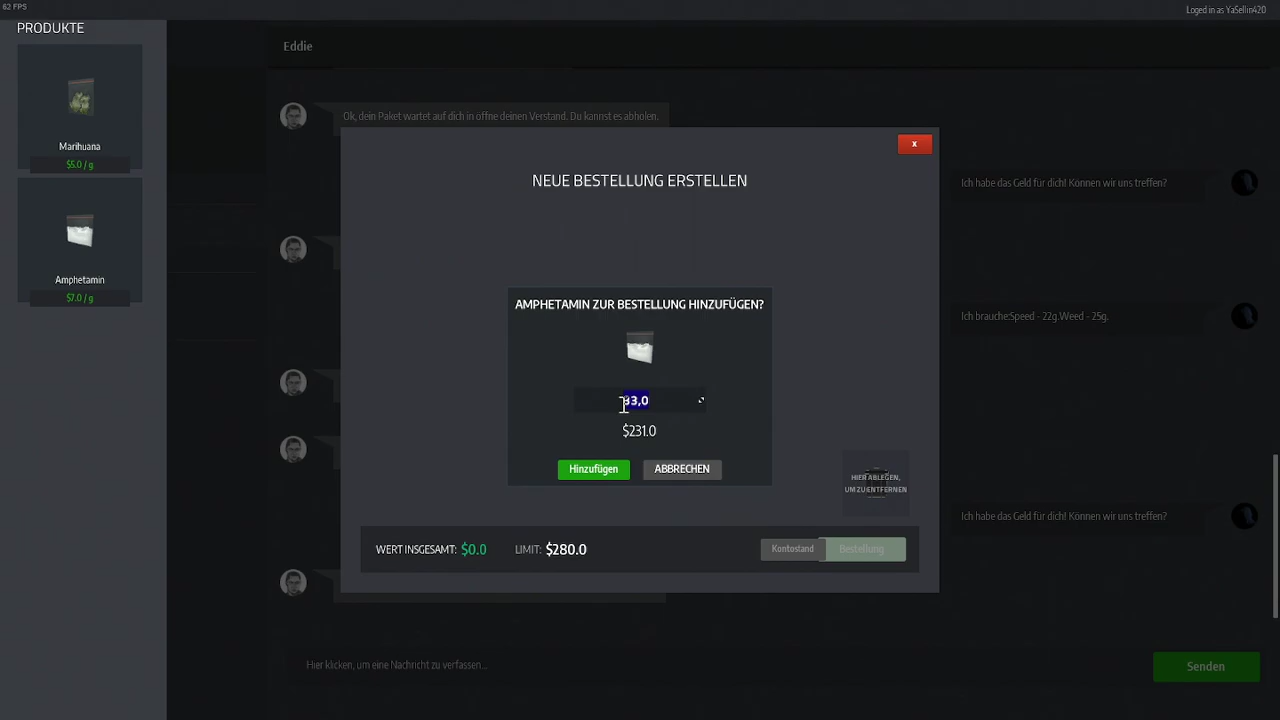 62 FPS
Loged in as YaSellin420
PRODUKTE
Eddie
Marihuana
$5.0 / g
Amphetamin
$7.0 / g
Ok, dein Paket wartet auf dich in öffne deinen Verstand. Du kannst es abholen.
x
NEUE BESTELLUNG ERSTELLEN
Ich habe das Geld für dich! Können wir uns treffen?
AMPHETAMIN ZUR BESTELLUNG HINZUFÜGEN?
Ich brauche:Speed - 22g.Weed - 25g.
33,0
$231.0
Hinzufügen
ABBRECHEN
HIER ABLEGEN,
UM ZU ENTFERNEN
Ich habe das Geld für dich! Können wir uns treffen?
WERT INSGESAMT: $0.0
LIMIT: $280.0
Kontostand
Bestellung
Hier klicken, um eine Nachricht zu verfassen...
Senden